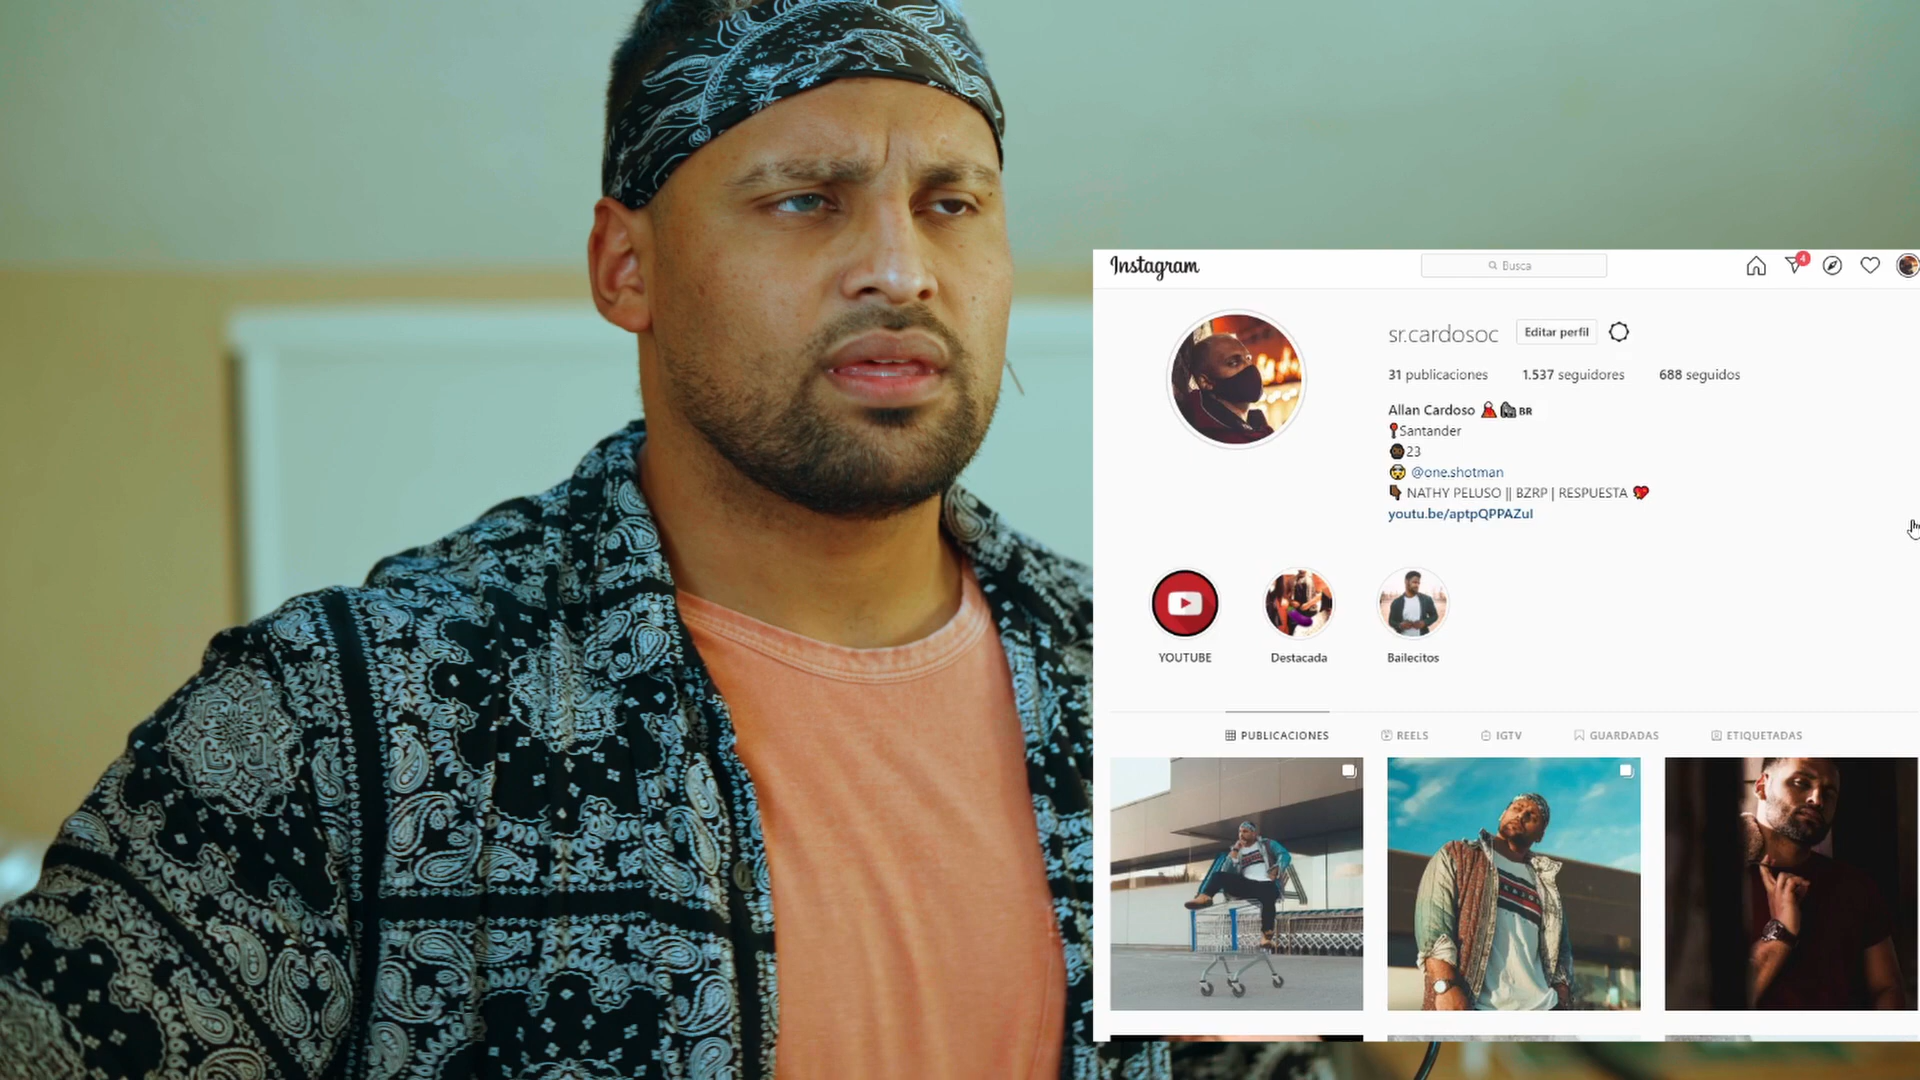 Instagram
Busca
4
sr.cardosoc Editar perfil
31 publicaciones 1.537 seguidores 688 seguidos
Allan Cardoso BR
Santander
23
@one.shotman
NATHY PELUSO || BZRP | RESPUESTA
youtu.be/aptpQPPAZuI
YOUTUBE Destacada Bailecitos
PUBLICACIONES REELS IGTV GUARDADAS ETIQUETADAS